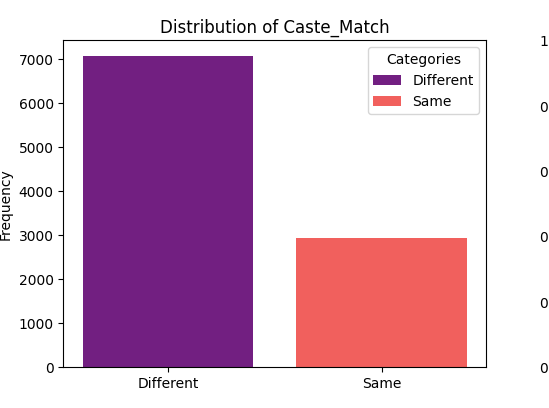 Distribution of Caste_Match
Categories
Different
Same
Frequency
7000
6000
5000
4000
3000
2000
1000
0
Different
Same
1
0
0
0
0
0